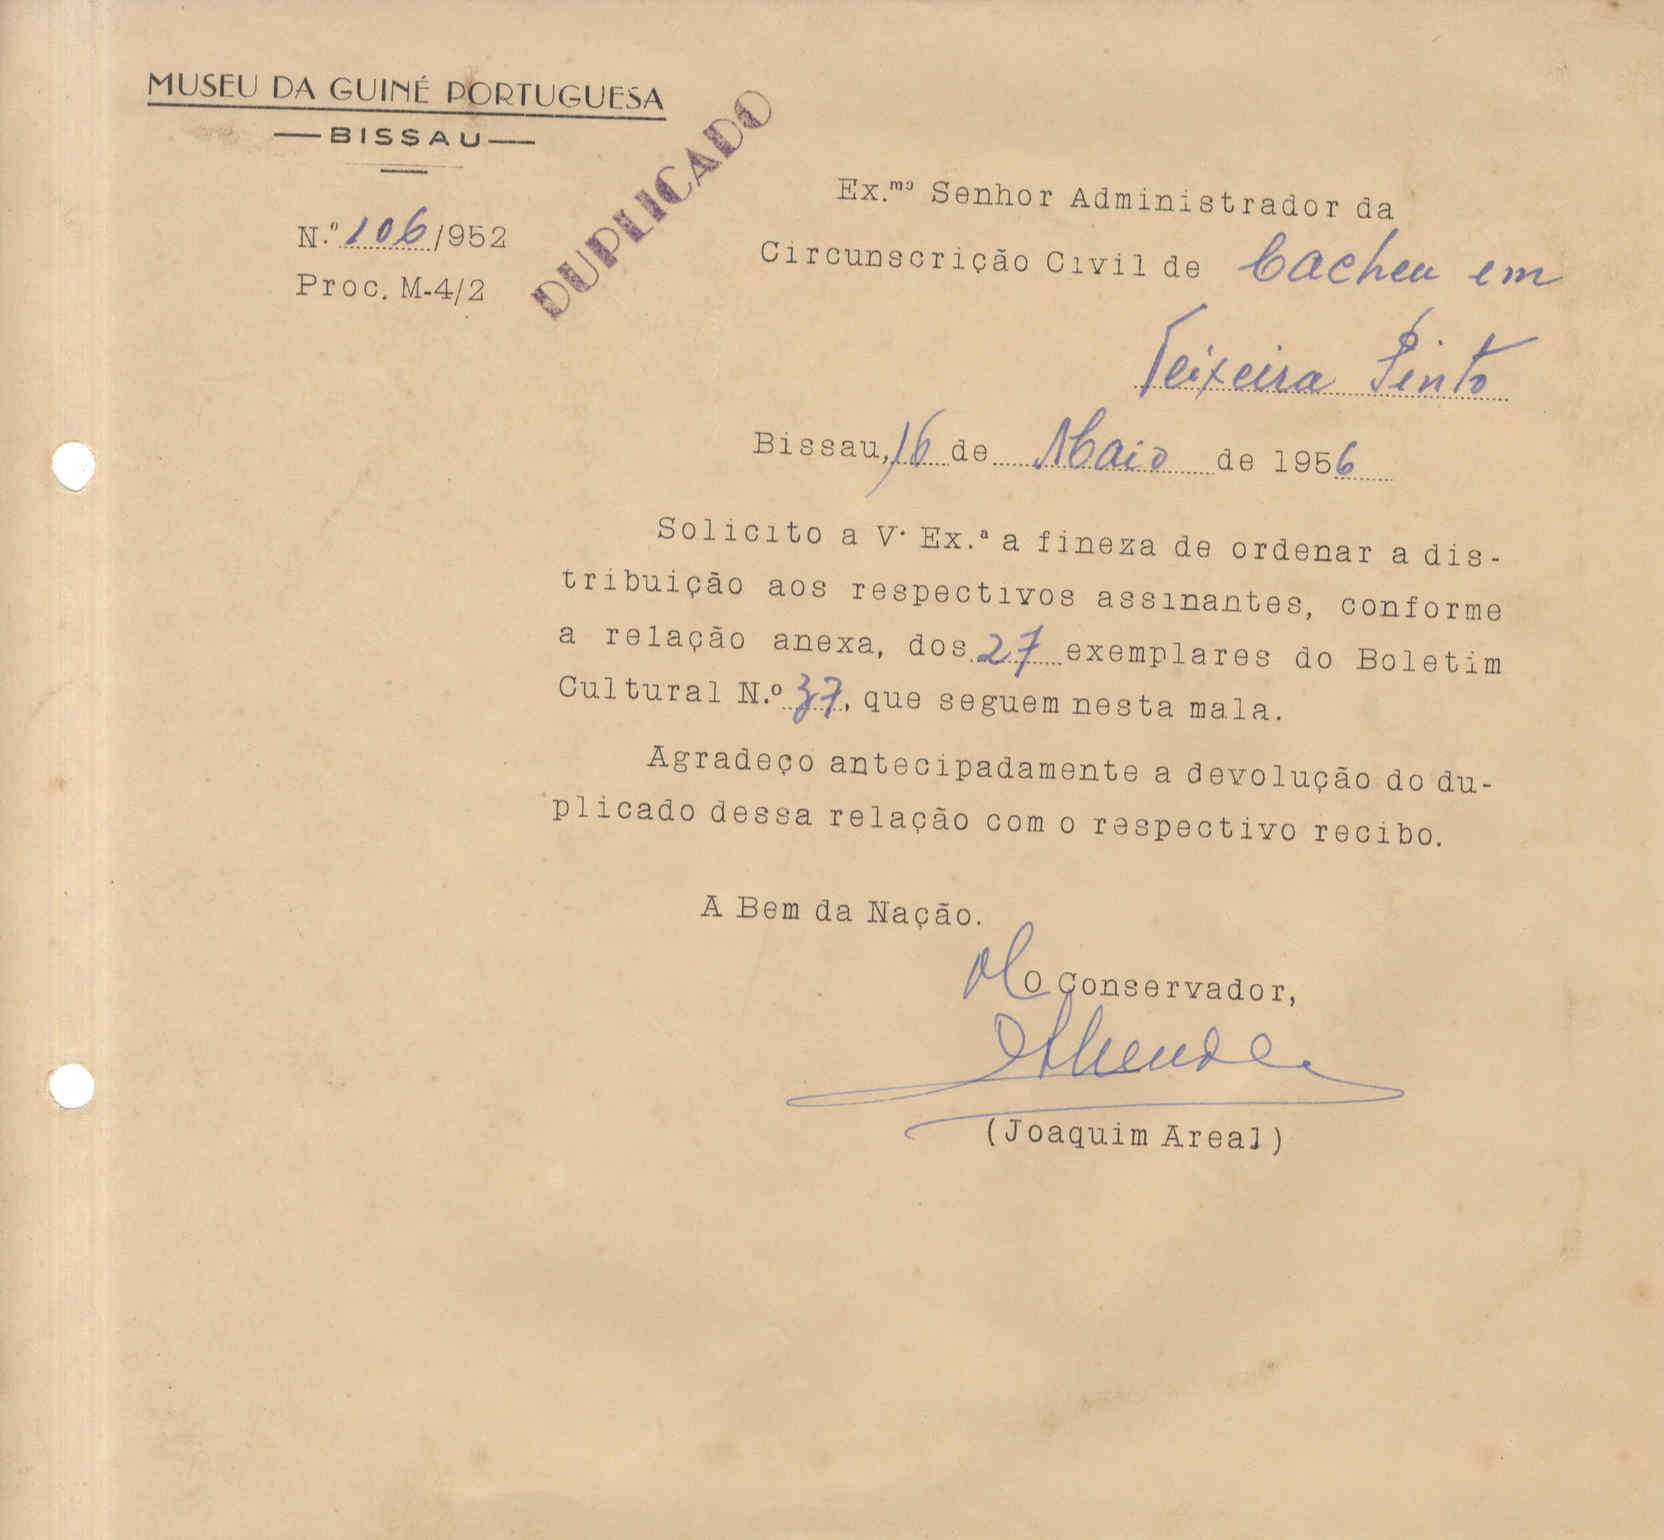 MUSEU DA GUINÉ PORTUGUESA
BISSAU
DUPLICADO
N.º 106/952
Proc. M-4/2
Ex.mo Senhor Administrador da
Circunscrição Civil de Cacheu em
Teixeira Pinto
Bissau, 16 de Maio de 1956
Solicito a V. Ex.ª a fineza de ordenar a dis-
tribuição aos respectivos assinantes, conforme
a relação anexa, dos 27 exemplares do Boletim
Cultural N.º 37, que seguem nesta mala.
Agradeço antecipadamente a devolução do du-
plicado dessa relação com o respectivo recibo.
A Bem da Nação.
O Conservador,
(Joaquim Areal)